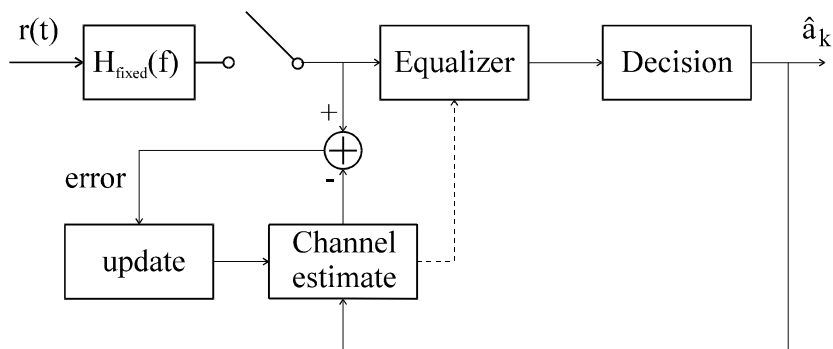 r(t)
H_fixed(f)
Equalizer
Decision
â_k
+
-
error
update
Channel
estimate